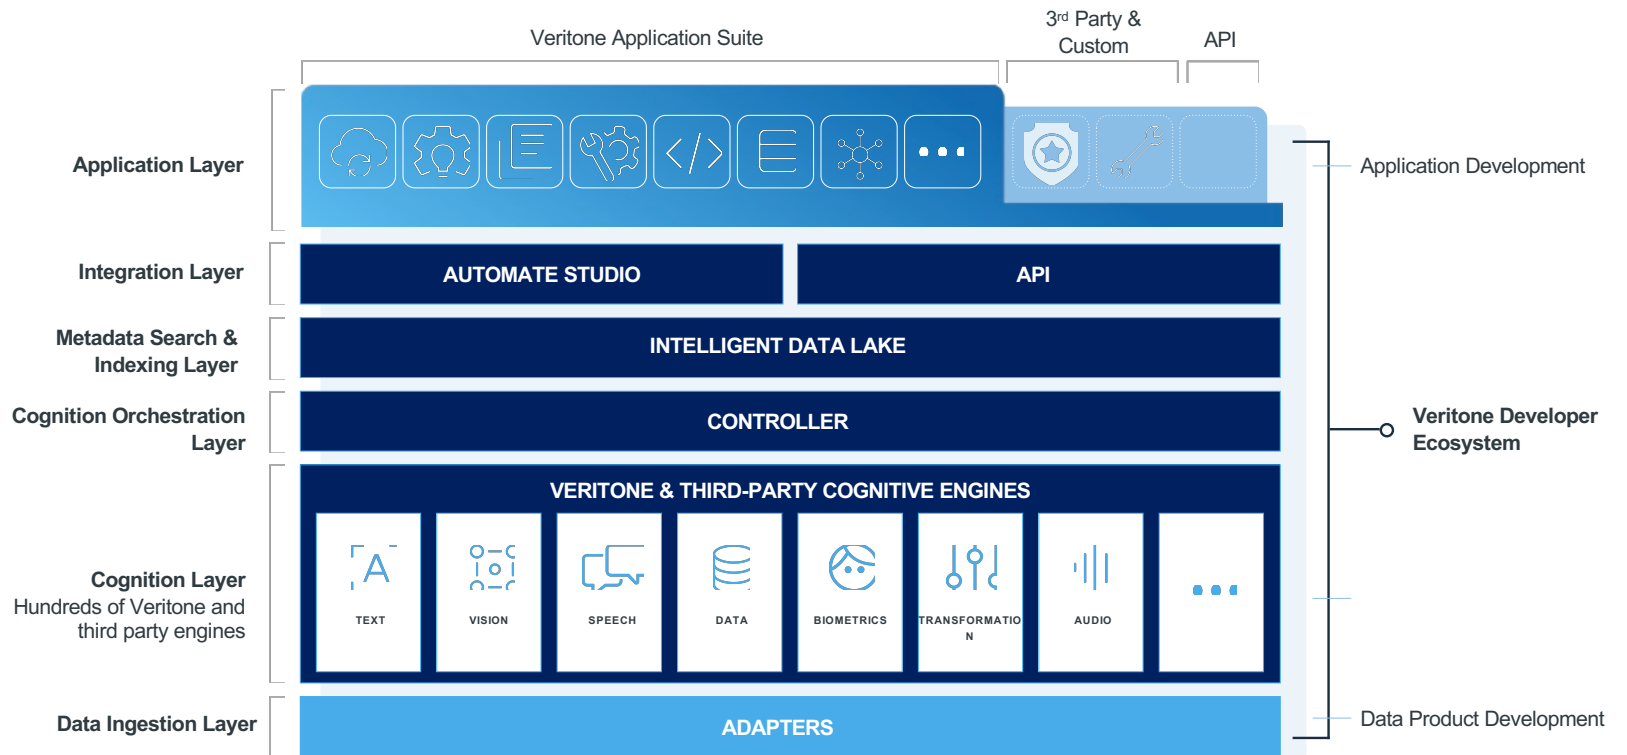 Veritone Application Suite
3rd Party &
Custom
API
Application Layer
Application Development
Integration Layer
AUTOMATE STUDIO
API
Metadata Search &
Indexing Layer
INTELLIGENT DATA LAKE
Cognition Orchestration
Layer
CONTROLLER
Veritone Developer
Ecosystem
VERITONE & THIRD-PARTY COGNITIVE ENGINES
Cognition Layer
Hundreds of Veritone and
third party engines
A
TEXT
VISION
SPEECH
DATA
BIOMETRICS
TRANSFORMATIO
N
AUDIO
Data Ingestion Layer
ADAPTERS
Data Product Development